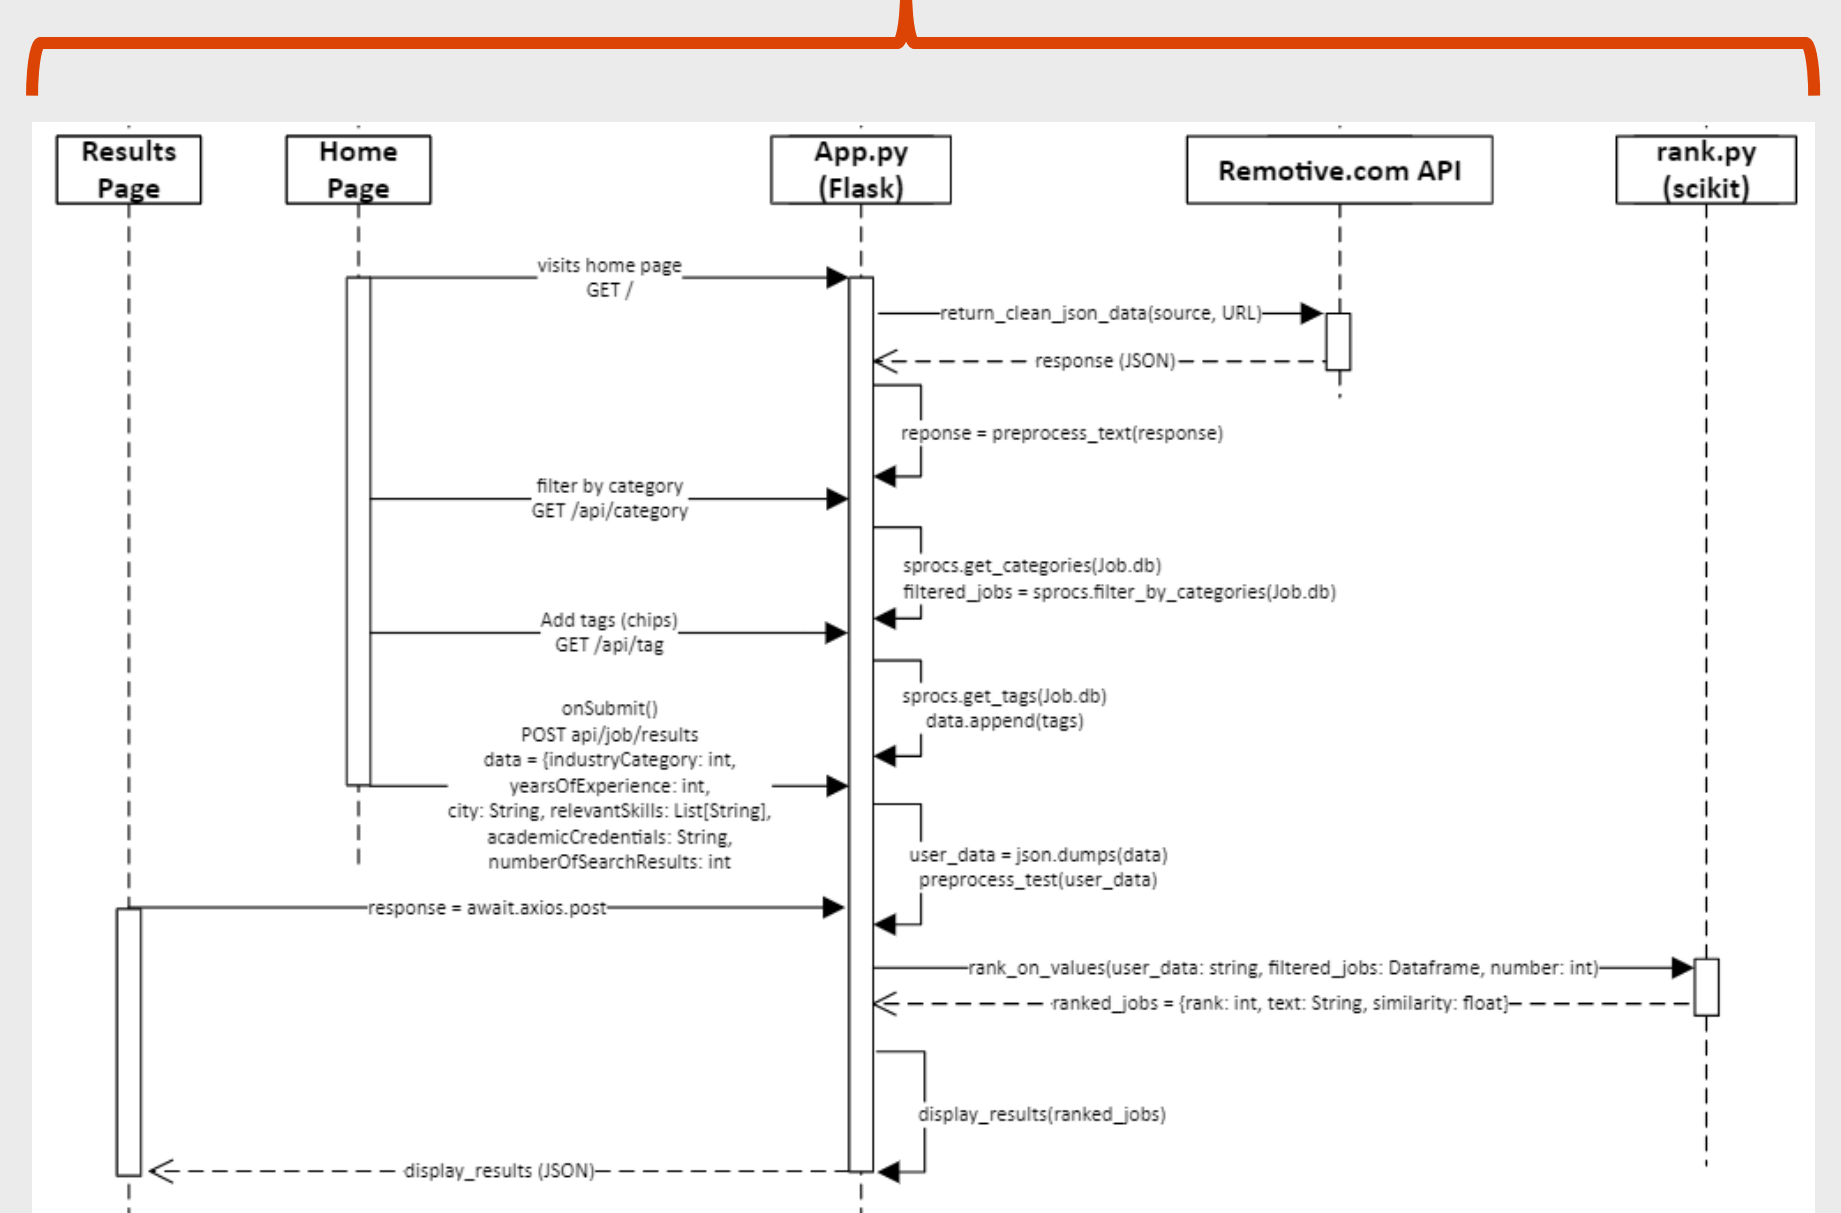 Results
Page
Home
Page
App.py
(Flask)
Remotive.com API
rank.py
(scikit)
visits home page
GET /
return_clean_json_data(source, URL)
response (JSON)
reponse = preprocess_text(response)
filter by category
GET /api/category
sprocs.get_categories(Job.db)
filtered_jobs = sprocs.filter_by_categories(Job.db)
Add tags (chips)
GET /api/tag
sprocs.get_tags(Job.db)
data.append(tags)
onSubmit()
POST api/job/results
data = {industryCategory: int,
yearsOfExperience: int,
city: String, relevantSkills: List[String],
academicCredentials: String,
numberOfSearchResults: int
user_data = json.dumps(data)
preprocess_test(user_data)
response = await.axios.post
rank_on_values(user_data: string, filtered_jobs: Dataframe, number: int)
ranked_jobs = {rank: int, text: String, similarity: float}
display_results(ranked_jobs)
display_results (JSON)